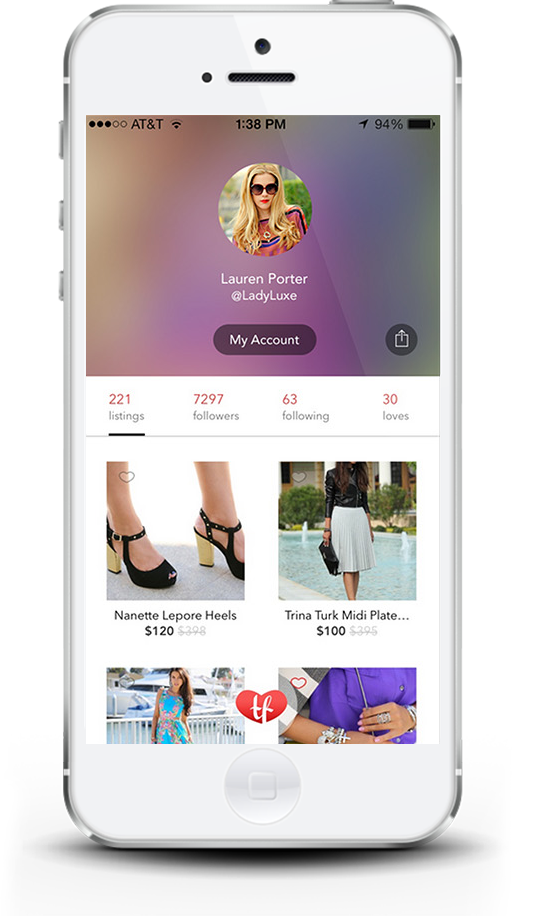 AT&T 1:38 PM 94%
Lauren Porter
@LadyLuxe
My Account
221 7297 63 30
listings followers following loves
Nanette Lepore Heels Trina Turk Midi Plate...
$120 $398 $100 $395
tf